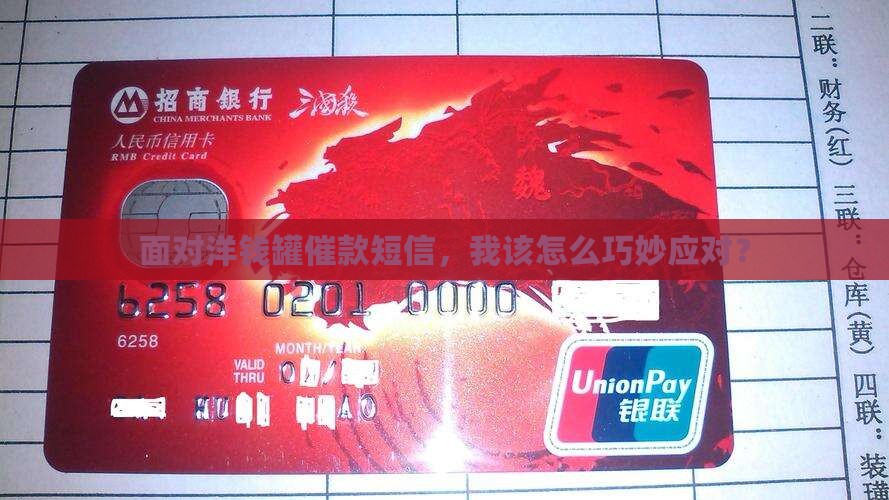 招商銀行
CHINA MERCHANTS BANK
三国殺
人民币信用卡
RMB Credit Card
魏
面对洋钱罐催款短信，我该怎么巧妙应对？
6258 0201 0000
6258
MONTH/YEAR
VALID
THRU
UnionPay
银联
二联：财务(红) 三联：仓库(黄) 四联：装璜